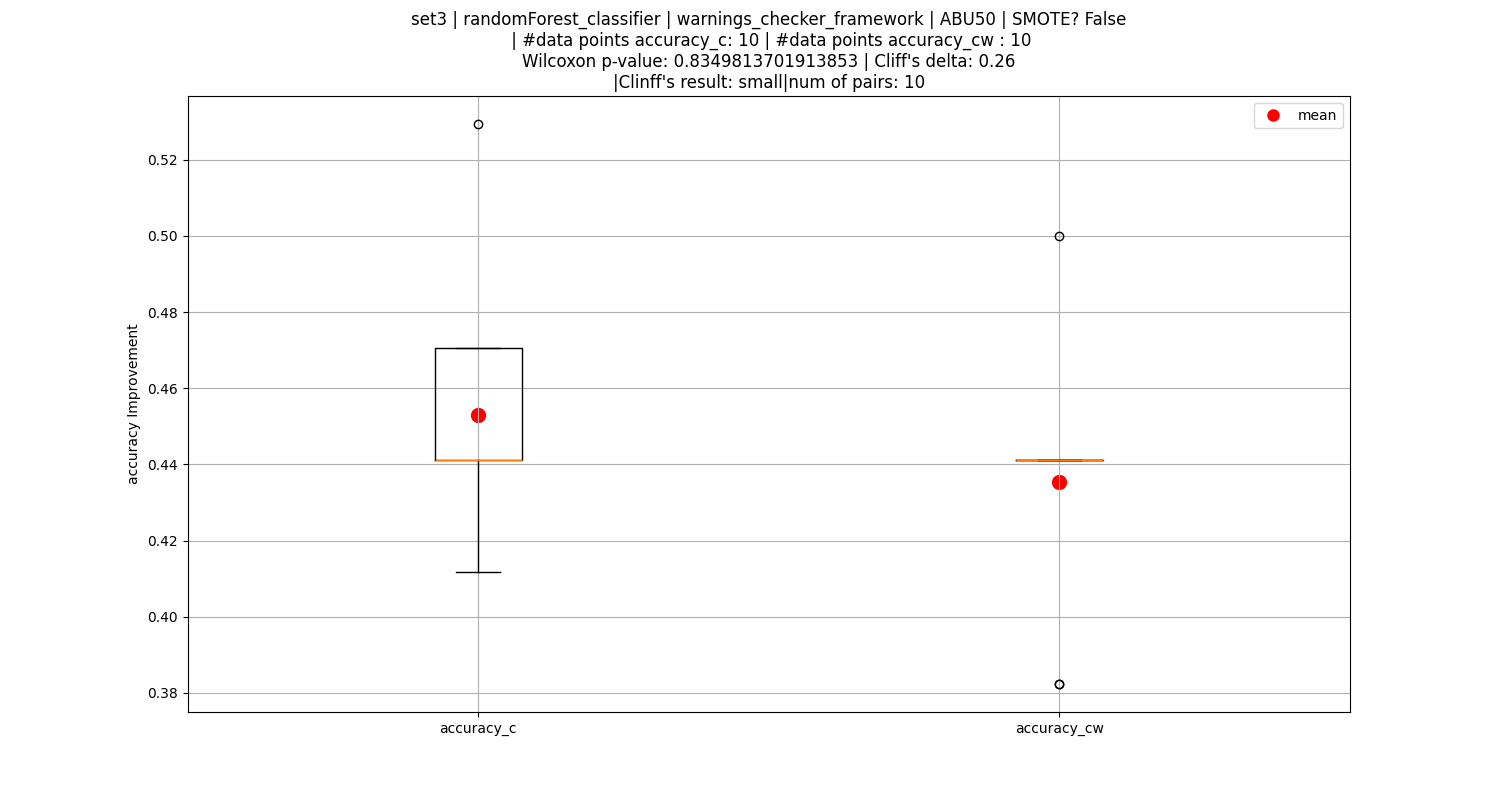 set3 | randomForest_classifier | warnings_checker_framework | ABU50 | SMOTE? False
| #data points accuracy_c: 10 | #data points accuracy_cw : 10
Wilcoxon p-value: 0.8349813701913853 | Cliff's delta: 0.26
|Clinff's result: small|num of pairs: 10
mean
accuracy Improvement
0.52
0.50
0.48
0.46
0.44
0.42
0.40
0.38
accuracy_c
accuracy_cw